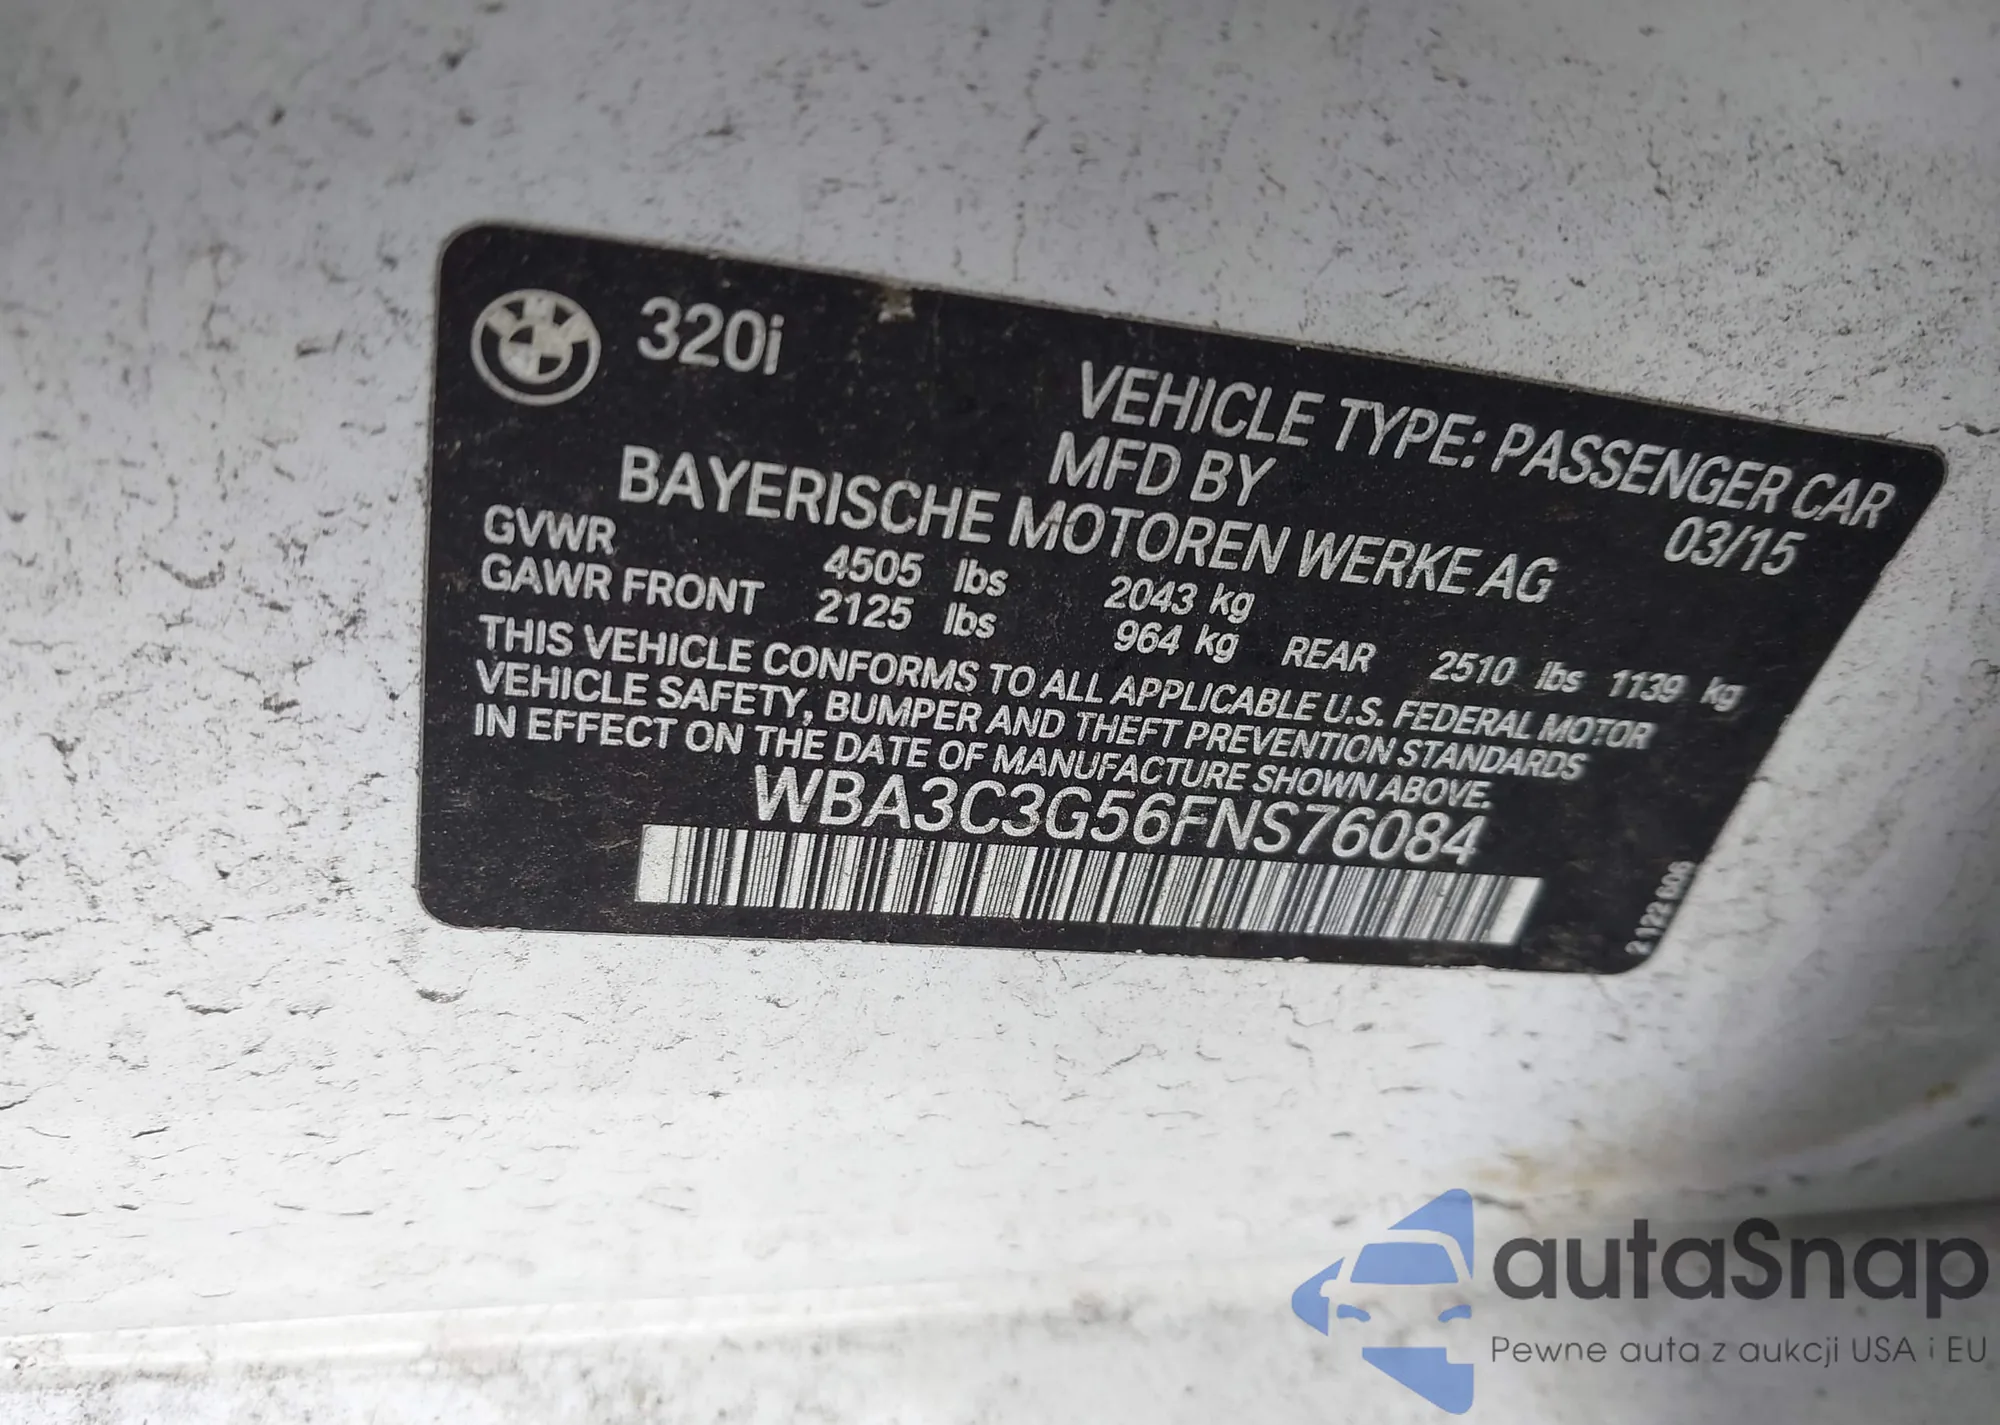 320i
VEHICLE TYPE: PASSENGER CAR
MFD BY 03/15
BAYERISCHE MOTOREN WERKE AG
GVWR 4505 lbs 2043 kg
GAWR FRONT 2125 lbs 964 kg REAR 2510 lbs 1139 kg
THIS VEHICLE CONFORMS TO ALL APPLICABLE U.S. FEDERAL MOTOR
VEHICLE SAFETY, BUMPER AND THEFT PREVENTION STANDARDS
IN EFFECT ON THE DATE OF MANUFACTURE SHOWN ABOVE.
WBA3C3G56FNS76084
2 122 606
autaSnap
Pewne auta z aukcji USA i EU